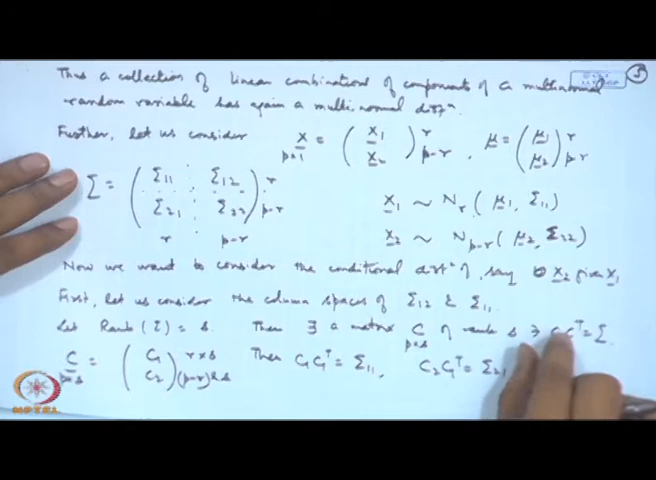 5
Thus a collection of linear combinations of components of a multinormal
random variable has again a multinormal distⁿ.
Further, let us consider X p×1 = ( X₁ X₂ ) r p-r , μ = ( μ₁ μ₂ ) r p-r
Σ = ( Σ₁₁ Σ₁₂ Σ₂₁ Σ₂₂ ) r p-r r p-r
X₁ ~ N_r ( μ₁, Σ₁₁ )
X₂ ~ N_{p-r} ( μ₂, Σ₂₂ )
Now we want to consider the conditional distⁿ of, say X₂ given X₁
First, let us consider the column spaces of Σ₁₂ & Σ₁₁.
Let Rank (Σ) = s. Then ∃ a matrix C p×s of rank s ∋ CCᵀ = Σ.
C p×s = ( C₁ C₂ ) r×s (p-r)×s Then C₁C₁ᵀ = Σ₁₁, C₂C₁ᵀ = Σ₂₁